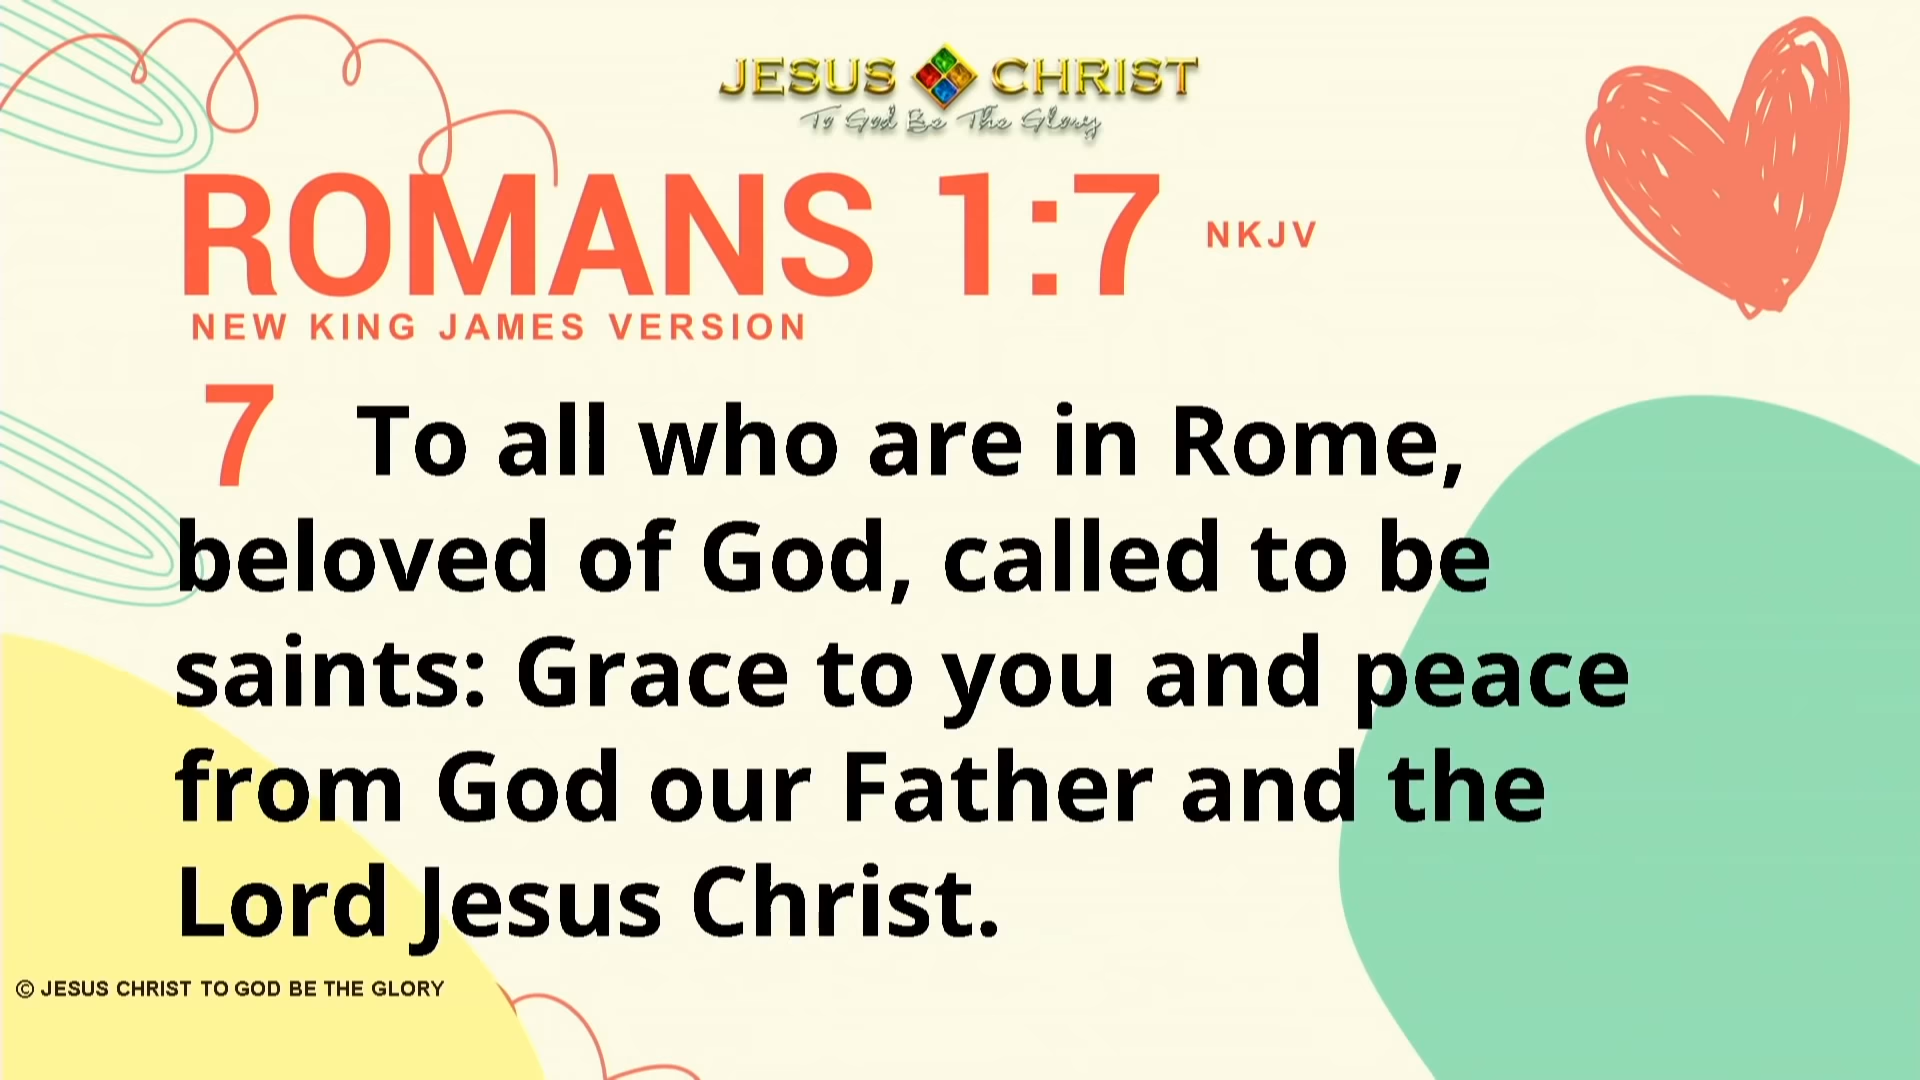 JESUS CHRIST
To God Be The Glory
ROMANS 1:7 NKJV
NEW KING JAMES VERSION
7 To all who are in Rome,
beloved of God, called to be
saints: Grace to you and peace
from God our Father and the
Lord Jesus Christ.
© JESUS CHRIST TO GOD BE THE GLORY